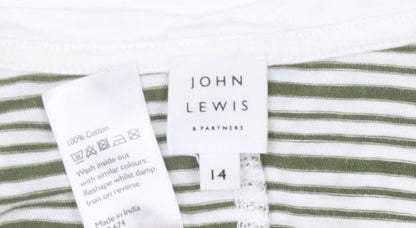 100% Cotton
Wash inside out
with similar colours.
Reshape whilst damp.
Iron on reverse.
Made in India
JOHN
LEWIS
& PARTNERS
14